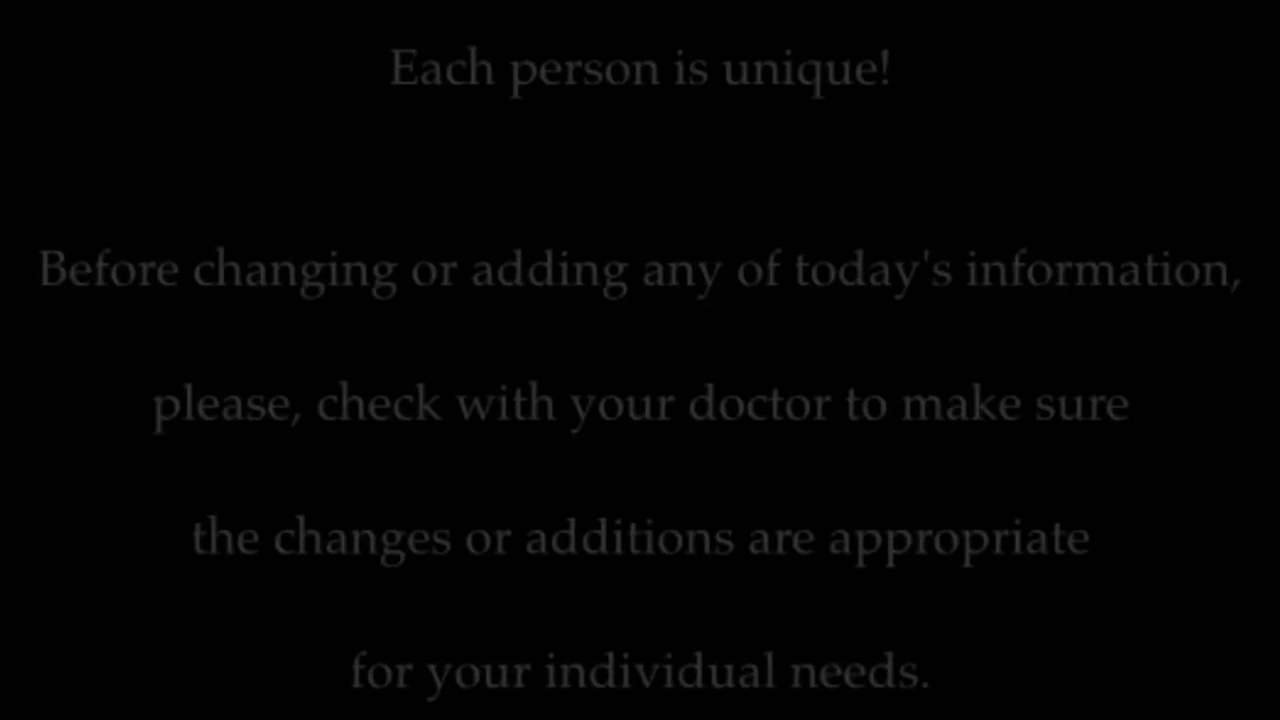 Each person is unique!
Before changing or adding any of today's information,
please, check with your doctor to make sure
the changes or additions are appropriate
for your individual needs.